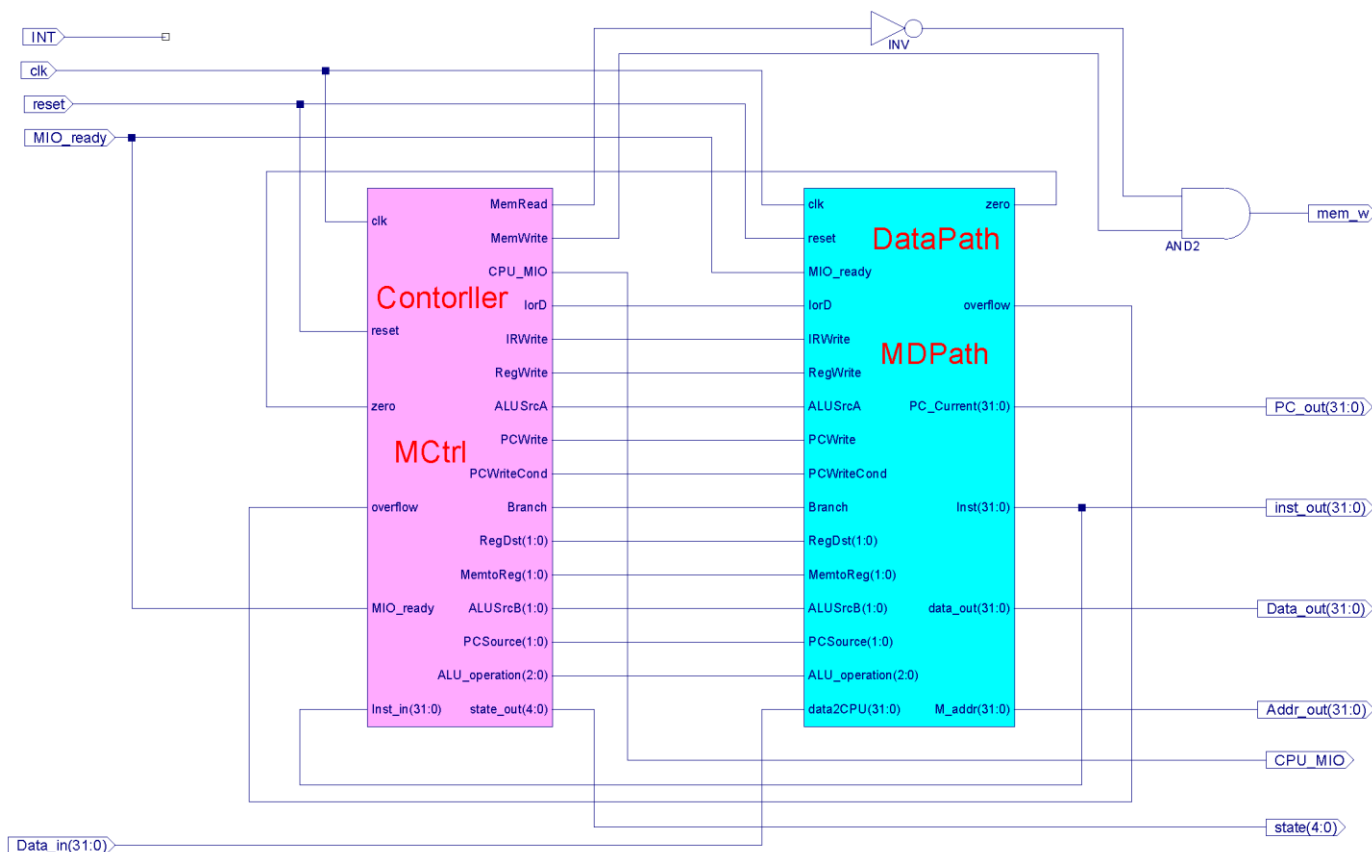 INT
clk
reset
MIO_ready
INV
AND2
mem_w
clk
reset
zero
overflow
MIO_ready
Inst_in(31:0)
Contorller
MCtrl
MemRead
MemWrite
CPU_MIO
IorD
IRWrite
RegWrite
ALUSrcA
PCWrite
PCWriteCond
Branch
RegDst(1:0)
MemtoReg(1:0)
ALUSrcB(1:0)
PCSource(1:0)
ALU_operation(2:0)
state_out(4:0)
clk
reset
MIO_ready
IorD
IRWrite
RegWrite
ALUSrcA
PCWrite
PCWriteCond
Branch
RegDst(1:0)
MemtoReg(1:0)
ALUSrcB(1:0)
PCSource(1:0)
ALU_operation(2:0)
data2CPU(31:0)
DataPath
MDPath
zero
overflow
PC_Current(31:0)
Inst(31:0)
data_out(31:0)
M_addr(31:0)
PC_out(31:0)
inst_out(31:0)
Data_out(31:0)
Addr_out(31:0)
CPU_MIO
state(4:0)
Data_in(31:0)